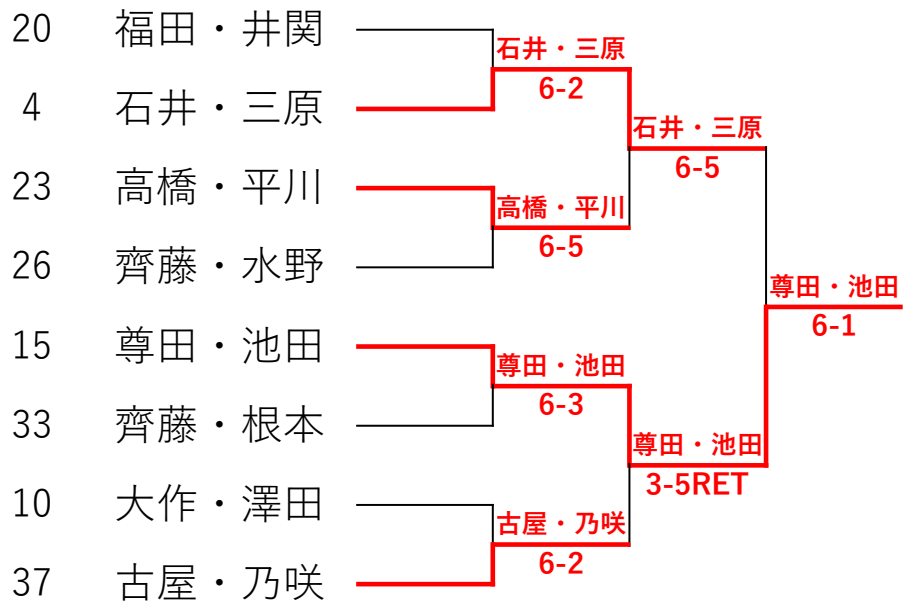 20 福田・井関
4 石井・三原
23 高橋・平川
26 齊藤・水野
15 尊田・池田
33 齊藤・根本
10 大作・澤田
37 古屋・乃咲
石井・三原
6-2
高橋・平川
6-5
尊田・池田
6-3
古屋・乃咲
6-2
石井・三原
6-5
尊田・池田
3-5RET
尊田・池田
6-1